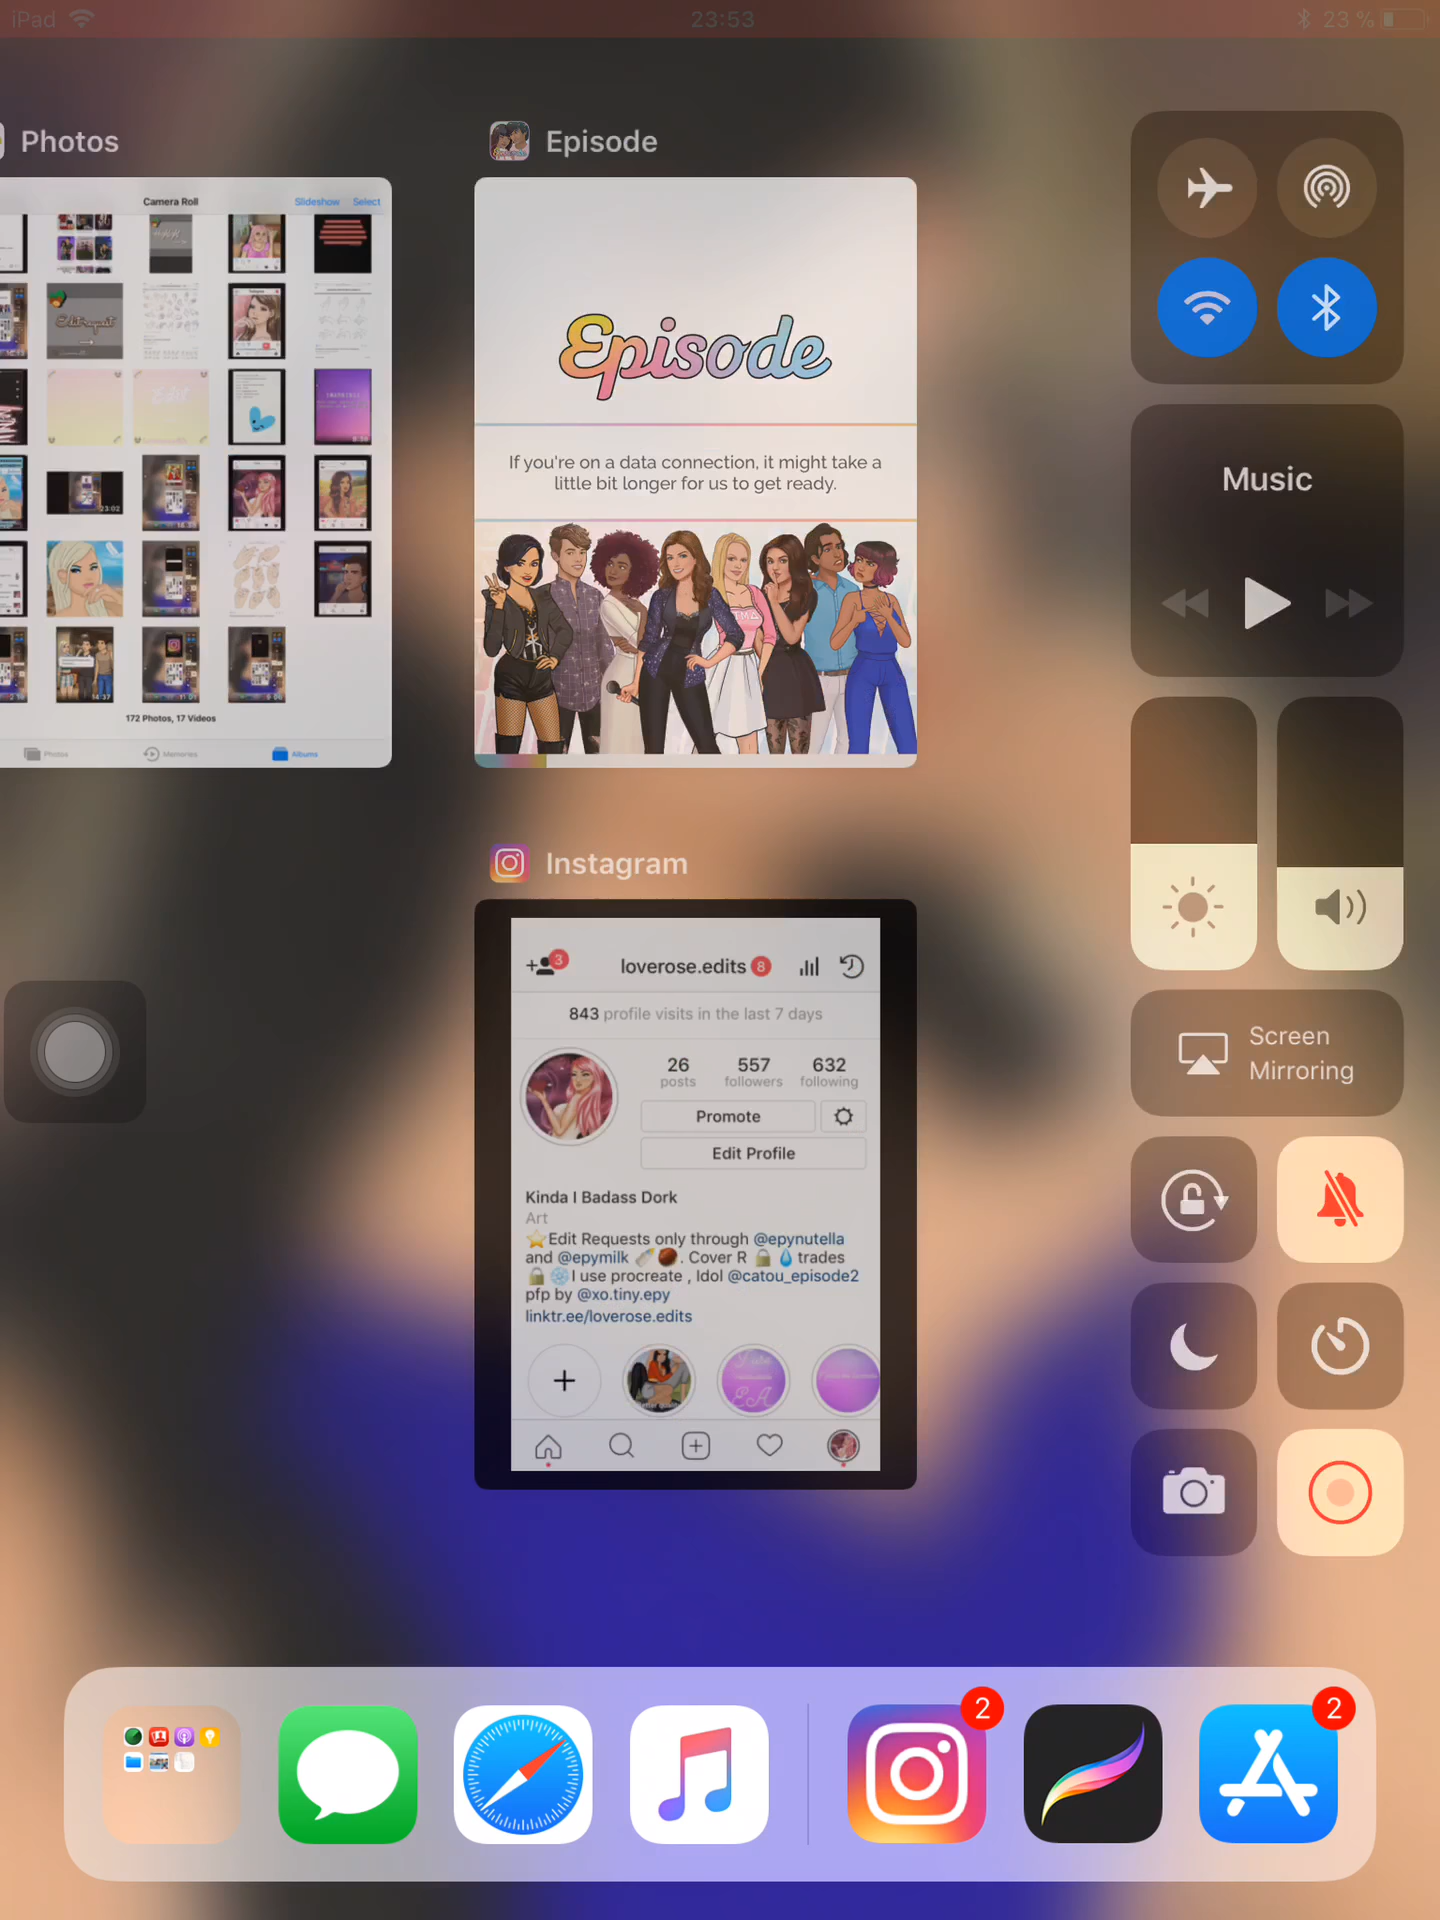 iPad
23:53
23 %
Photos
Camera Roll
Slideshow
Select
172 Photos, 17 Videos
Photos
Memories
Albums
Episode
Episode
If you're on a data connection, it might take a
little bit longer for us to get ready.
Music
Instagram
3
loverose.edits 8
843 profile visits in the last 7 days
26
557
632
posts
followers
following
Promote
Edit Profile
Kinda I Badass Dork
Art
⭐Edit Requests only through @epynutella
and @epymilk 🍼🌰. Cover R 🔒💧 trades
🔒❄️I use procreate , Idol @catou_episode2
pfp by @xo.tiny.epy
linktr.ee/loverose.edits
Screen
Mirroring
2
2